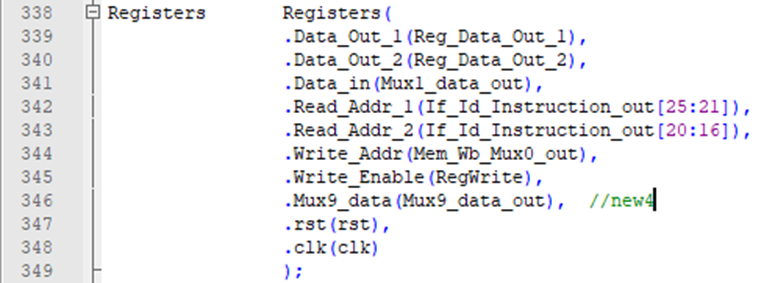 338 Registers Registers(
339 .Data_Out_1(Reg_Data_Out_1),
340 .Data_Out_2(Reg_Data_Out_2),
341 .Data_in(Mux1_data_out),
342 .Read_Addr_1(If_Id_Instruction_out[25:21]),
343 .Read_Addr_2(If_Id_Instruction_out[20:16]),
344 .Write_Addr(Mem_Wb_Mux0_out),
345 .Write_Enable(RegWrite),
346 .Mux9_data(Mux9_data_out), //new4
347 .rst(rst),
348 .clk(clk)
349 );